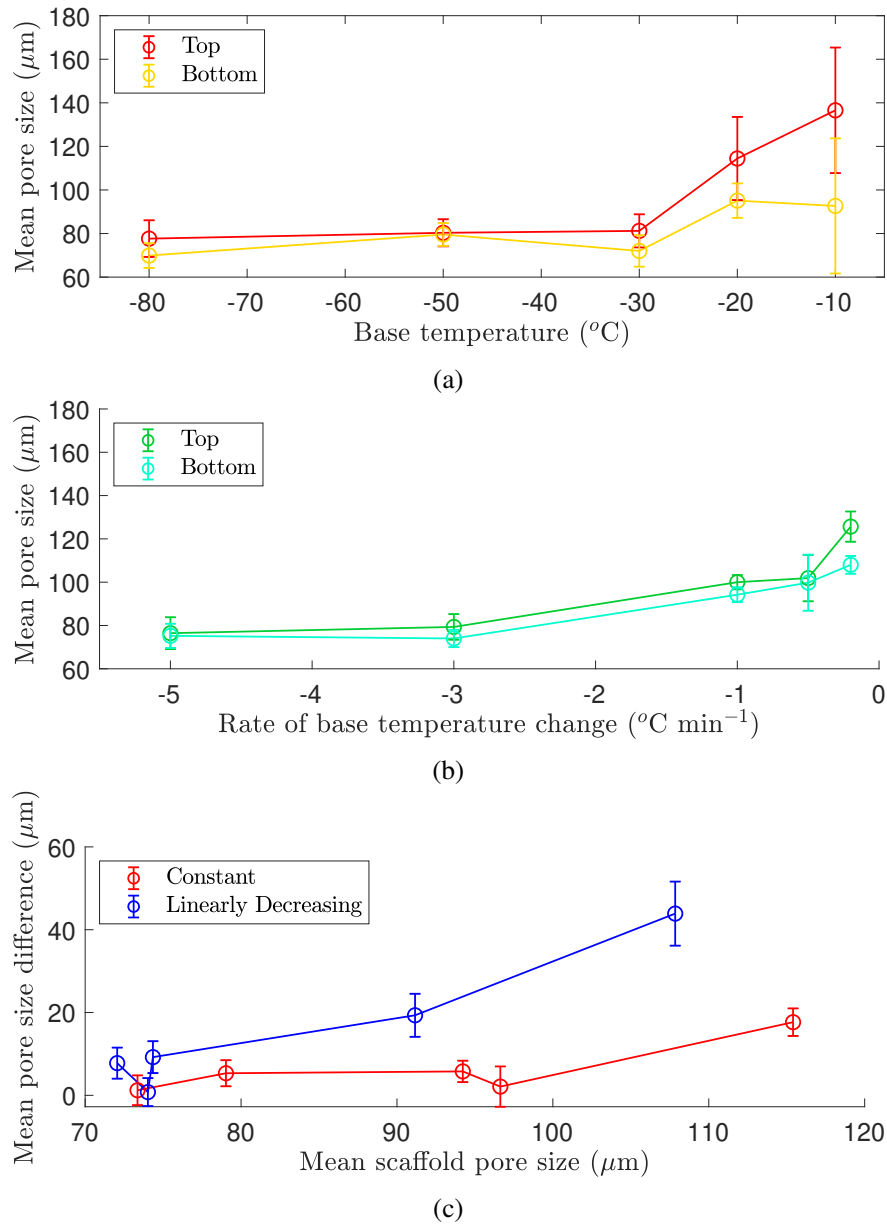 180
160
140
120
100
80
60
Mean pore size (μm)
Top
Bottom
-80 -70 -60 -50 -40 -30 -20 -10
Base temperature (°C)
(a)
180
160
140
120
100
80
60
Mean pore size (μm)
Top
Bottom
-5 -4 -3 -2 -1 0
Rate of base temperature change (°C min⁻¹)
(b)
60
40
20
0
Mean pore size difference (μm)
Constant
Linearly Decreasing
70 80 90 100 110 120
Mean scaffold pore size (μm)
(c)